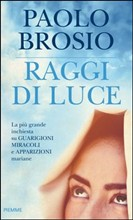 PAOLO
BROSIO
RAGGI
DI LUCE
La più grande
inchiesta
su GUARIGIONI
MIRACOLI
e APPARIZIONI
mariane
PIEMME